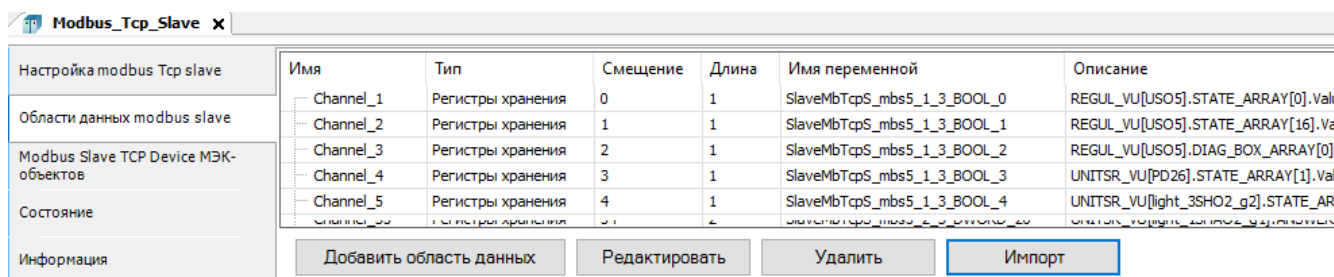 Modbus_Tcp_Slave x
Настройка modbus Tcp slave
Области данных modbus slave
Modbus Slave TCP Device МЭК-
объектов
Состояние
Информация
Имя Тип Смещение Длина Имя переменной Описание
Channel_1 Регистры хранения 0 1 SlaveMbTcpS_mbs5_1_3_BOOL_0 REGUL_VU[USO5].STATE_ARRAY[0].Valu
Channel_2 Регистры хранения 1 1 SlaveMbTcpS_mbs5_1_3_BOOL_1 REGUL_VU[USO5].STATE_ARRAY[16].Va
Channel_3 Регистры хранения 2 1 SlaveMbTcpS_mbs5_1_3_BOOL_2 REGUL_VU[USO5].DIAG_BOX_ARRAY[0]
Channel_4 Регистры хранения 3 1 SlaveMbTcpS_mbs5_1_3_BOOL_3 UNITSR_VU[PD26].STATE_ARRAY[1].Val
Channel_5 Регистры хранения 4 1 SlaveMbTcpS_mbs5_1_3_BOOL_4 UNITSR_VU[light_3SHO2_g2].STATE_AR
Добавить область данных Редактировать Удалить Импорт